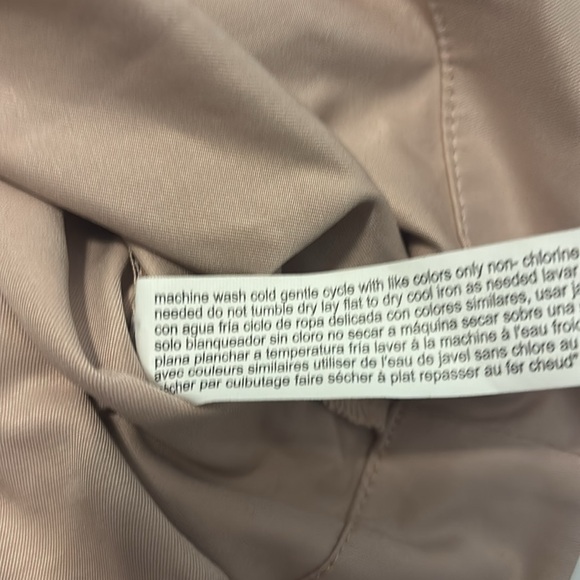 machine wash cold gentle cycle with like colors only non- chlorine
needed do not tumble dry lay flat to dry cool iron as needed lavar
con agua fría ciclo de ropa delicada con colores similares, usar
solo blanqueador sin cloro no secar a máquina secar sobre una
plana planchar a temperatura fría laver à la machine à l'eau
avec couleurs similaires utiliser de l'eau de javel sans chlore au
sécher par culbutage faire sécher à plat repasser au fer cheud"